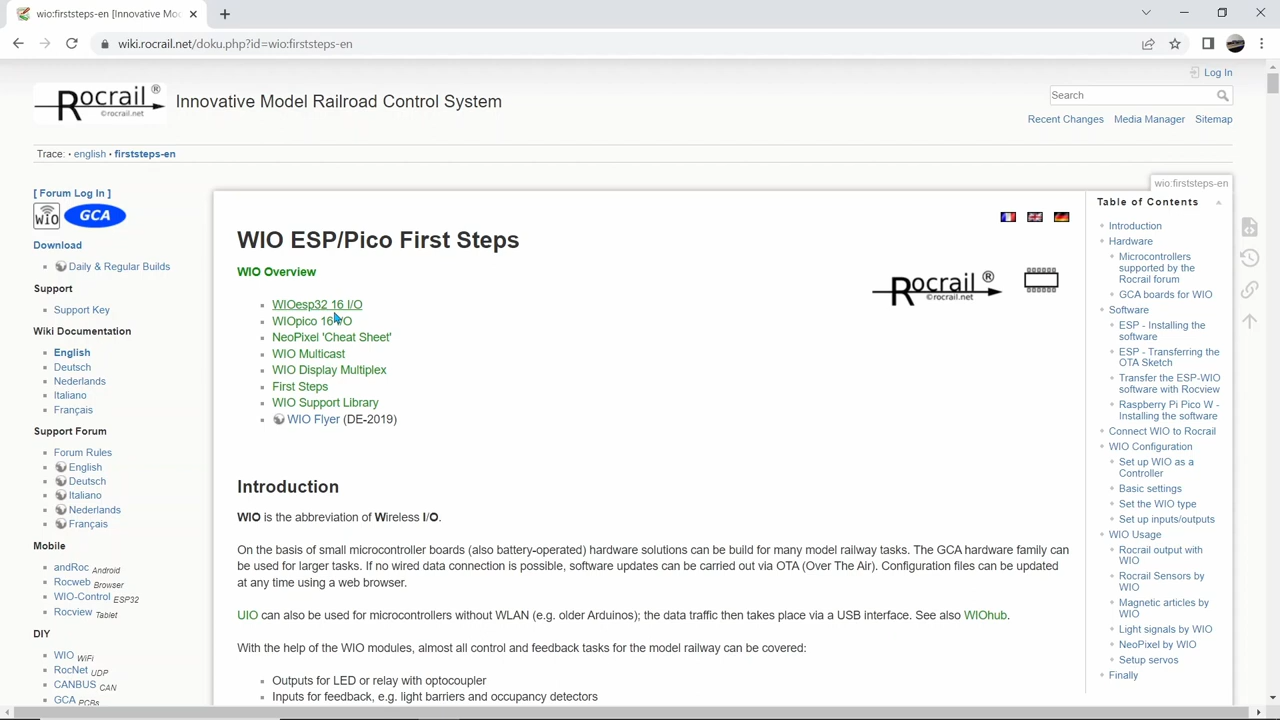 wio:firststeps-en [Innovative Moc
wiki.rocrail.net/doku.php?id=wio:firststeps-en
Log In
Rocrail ®
©rocrail.net
Innovative Model Railroad Control System
Search
Recent Changes Media Manager Sitemap
Trace: • english • firststeps-en
wio:firststeps-en
[ Forum Log In ]
WIO GCA
Download
Daily & Regular Builds
Support
Support Key
Wiki Documentation
English
Deutsch
Nederlands
Italiano
Français
Support Forum
Forum Rules
English
Deutsch
Italiano
Nederlands
Français
Mobile
andRoc Android
Rocweb Browser
WIO-Control ESP32
Rocview Tablet
DIY
WIO WiFi
RocNet UDP
CANBUS CAN
GCA PCBs
WIO ESP/Pico First Steps
WIO Overview
Rocrail ®
©rocrail.net
WIOesp32 16 I/O
WIOpico 16 I/O
NeoPixel 'Cheat Sheet'
WIO Multicast
WIO Display Multiplex
First Steps
WIO Support Library
WIO Flyer (DE-2019)
Introduction
WIO is the abbreviation of Wireless I/O.
On the basis of small microcontroller boards (also battery-operated) hardware solutions can be build for many model railway tasks. The GCA hardware family can
be used for larger tasks. If no wired data connection is possible, software updates can be carried out via OTA (Over The Air). Configuration files can be updated
at any time using a web browser.
UIO can also be used for microcontrollers without WLAN (e.g. older Arduinos); the data traffic then takes place via a USB interface. See also WIOhub.
With the help of the WIO modules, almost all control and feedback tasks for the model railway can be covered:
Outputs for LED or relay with optocoupler
Inputs for feedback, e.g. light barriers and occupancy detectors
Table of Contents
Introduction
Hardware
Microcontrollers
supported by the
Rocrail forum
GCA boards for WIO
Software
ESP - Installing the
software
ESP - Transferring the
OTA Sketch
Transfer the ESP-WIO
software with Rocview
Raspberry Pi Pico W -
Installing the software
Connect WIO to Rocrail
WIO Configuration
Set up WIO as a
Controller
Basic settings
Set the WIO type
Set up inputs/outputs
WIO Usage
Rocrail output with
WIO
Rocrail Sensors by
WIO
Magnetic articles by
WIO
Light signals by WIO
NeoPixel by WIO
Setup servos
Finally